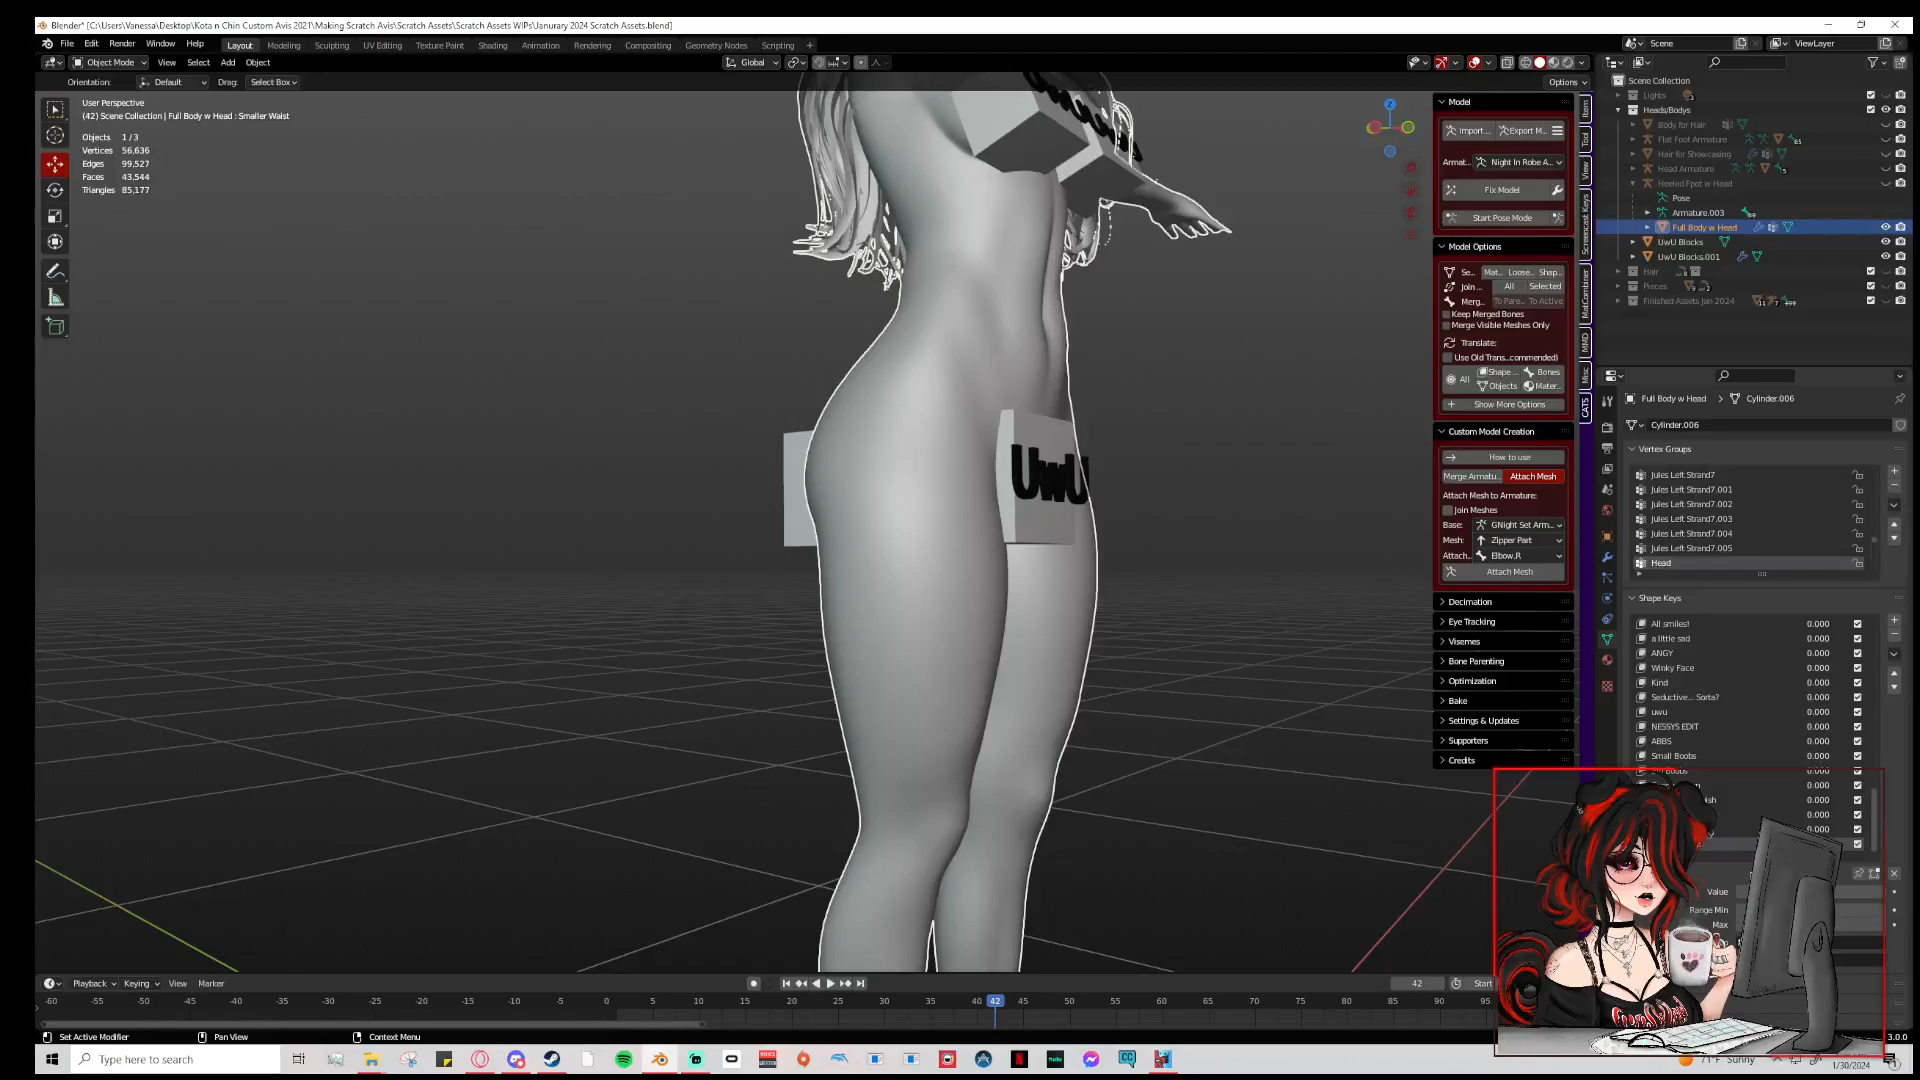 Blender* [C:\Users\Vanessa\Desktop\Kota n Chin Custom Avis 2021\Making Scratch Avis\Scratch Assets\Scratch Assets WIPs\Janurary 2024 Scratch Assets.blend]
File Edit Render Window Help Layout Modeling Sculpting UV Editing Texture Paint Shading Animation Rendering Compositing Geometry Nodes Scripting + Scene ViewLayer
Object Mode View Select Add Object Global
Orientation: Default Drag: Select Box Options
User Perspective
(42) Scene Collection | Full Body w Head : Smaller Waist
Objects 1/3
Vertices 56,636
Edges 99,527
Faces 43,544
Triangles 85,177
UwU
Model
Import... Export M...
Armat... Night In Robe A...
Fix Model
Start Pose Mode
Model Options
Se... Mat... Loose... Shap...
Join ... All Selected
Merg... To Pare... To Active
Keep Merged Bones
Merge Visible Meshes Only
Translate:
Use Old Trans...commended)
All Shape ... Bones
Objects Mater...
Show More Options
Custom Model Creation
How to use
Merge Armatu... Attach Mesh
Attach Mesh to Armature:
Join Meshes
Base: GNight Set Arm...
Mesh: Zipper Part
Attach... Elbow.R
Attach Mesh
Decimation
Eye Tracking
Visemes
Bone Parenting
Optimization
Bake
Settings & Updates
Supporters
Credits
Item
Tool
View
Screencast Keys
MatCombiner
MMD
Misc
CATS
Scene Collection
Lights
Heads/Bodys
Body for Hair
Flat Foot Armature
Hair for Showcasing
Head Armature
Heeled Fpot w Head
Pose
Armature.003
Full Body w Head
UwU Blocks
UwU Blocks.001
Hair
Pieces
Finished Assets Jan 2024
Full Body w Head > Cylinder.006
Cylinder.006
Vertex Groups
Jules Left Strand7
Jules Left Strand7.001
Jules Left Strand7.002
Jules Left Strand7.003
Jules Left Strand7.004
Jules Left Strand7.005
Head
Shape Keys
All smiles! 0.000
a little sad 0.000
ANGY 0.000
Winky Face 0.000
Kind 0.000
Seductive... Sorta? 0.000
uwu 0.000
NESSYS EDIT 0.000
ABBS 0.000
Small Boobs 0.000
0.000
0.000
0.000
0.000
0.000
Value
Range Min
Max
Playback Keying View Marker 42 Start
-60 -55 -50 -45 -40 -35 -30 -25 -20 -15 -10 -5 0 5 10 15 20 25 30 35 40 42 45 50 55 60 65 70 75 80 85 90 95
Set Active Modifier Pan View Context Menu 3.0.0
Type here to search 71°F Sunny
1/30/2024